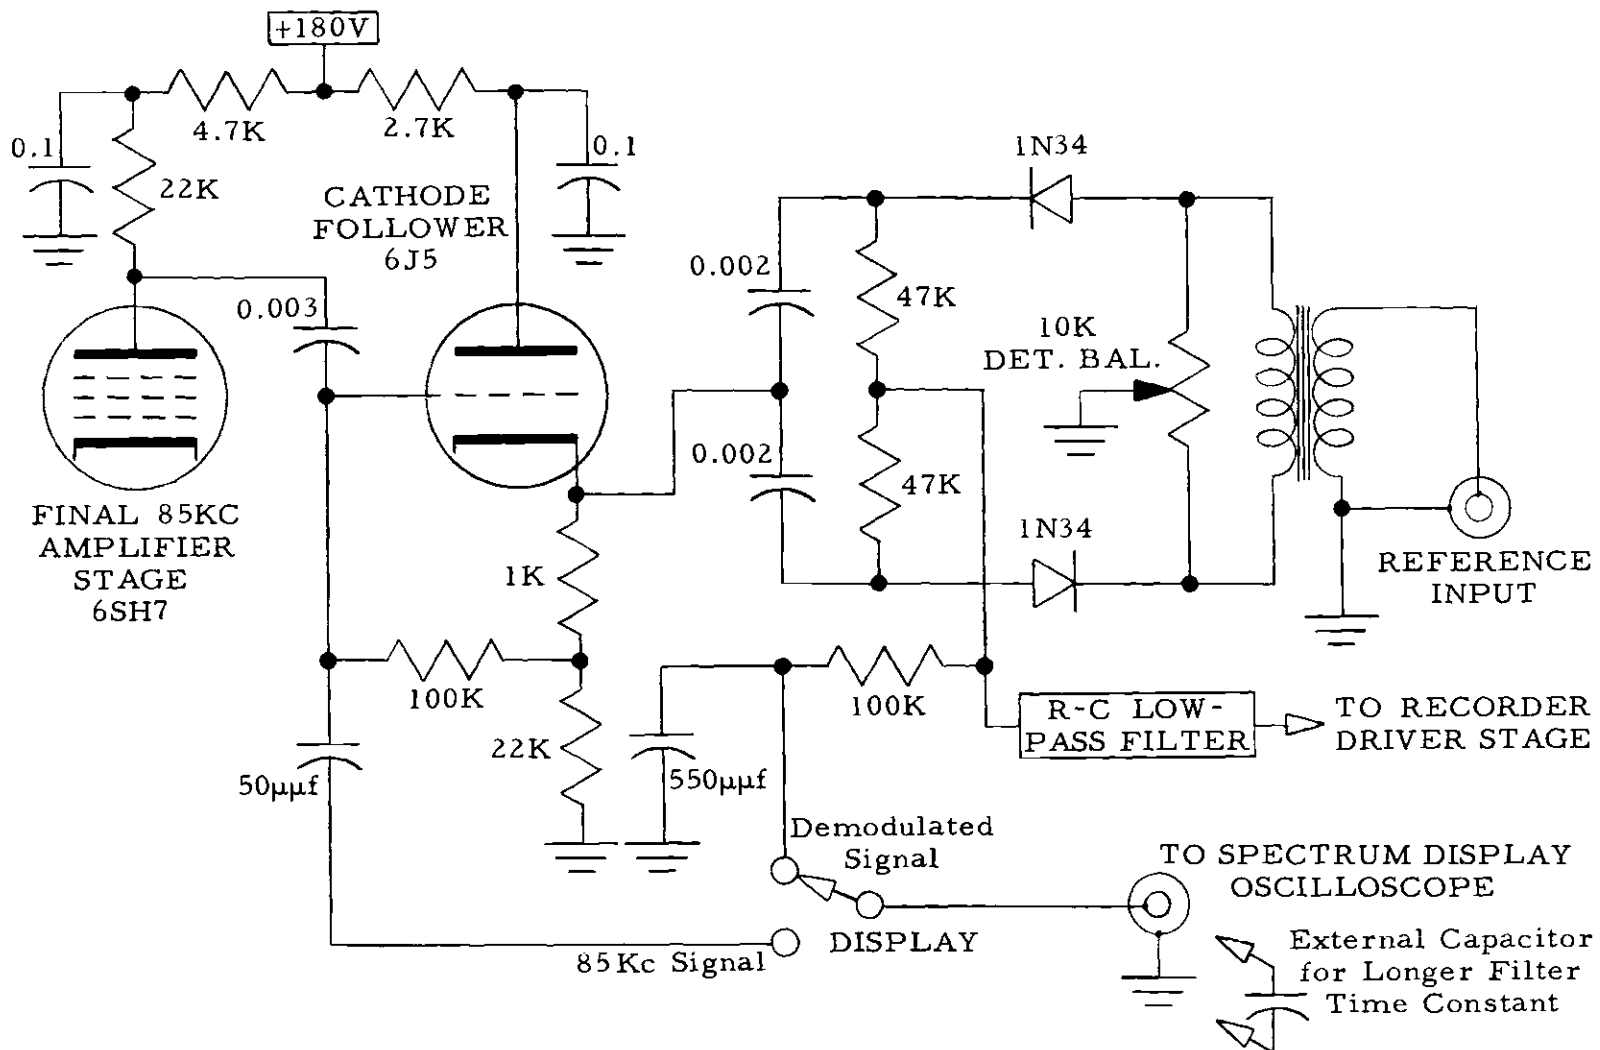 +180V
4.7K
2.7K
0.1
22K
CATHODE
FOLLOWER
6J5
0.1
0.003
FINAL 85KC
AMPLIFIER
STAGE
6SH7
1K
100K
22K
50μμf
0.002
0.002
47K
47K
1N34
1N34
10K
DET. BAL.
REFERENCE
INPUT
100K
550μμf
R-C LOW-
PASS FILTER
TO RECORDER
DRIVER STAGE
Demodulated
Signal
DISPLAY
85Kc Signal
TO SPECTRUM DISPLAY
OSCILLOSCOPE
External Capacitor
for Longer Filter
Time Constant